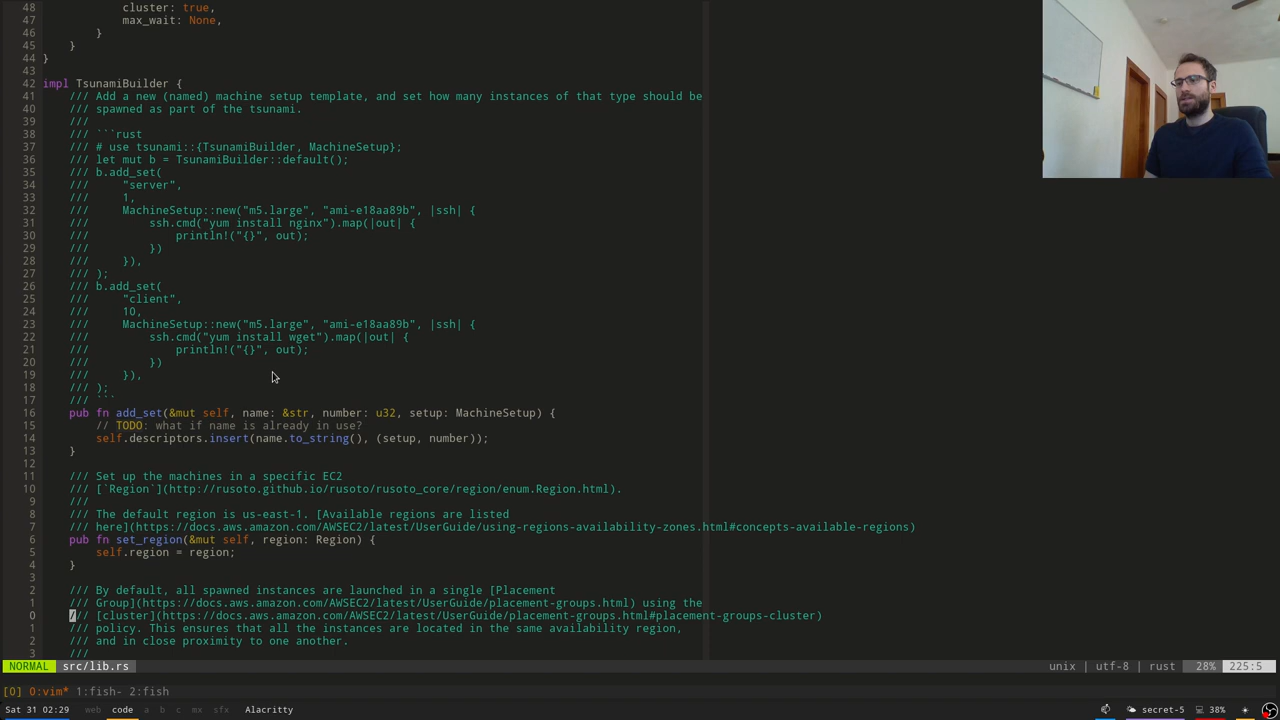 48             cluster: true,
47             max_wait: None,
46         }
45     }
44 }
43
42 impl TsunamiBuilder {
41     /// Add a new (named) machine setup template, and set how many instances of that type should be
40     /// spawned as part of the tsunami.
39     ///
38     /// ```rust
37     /// # use tsunami::{TsunamiBuilder, MachineSetup};
36     /// let mut b = TsunamiBuilder::default();
35     /// b.add_set(
34     ///     "server",
33     ///     1,
32     ///     MachineSetup::new("m5.large", "ami-e18aa89b", |ssh| {
31     ///         ssh.cmd("yum install nginx").map(|out| {
30     ///             println!("{}", out);
29     ///         })
28     ///     }),
27     /// );
26     /// b.add_set(
25     ///     "client",
24     ///     10,
23     ///     MachineSetup::new("m5.large", "ami-e18aa89b", |ssh| {
22     ///         ssh.cmd("yum install wget").map(|out| {
21     ///             println!("{}", out);
20     ///         })
19     ///     }),
18     /// );
17     /// ```
16     pub fn add_set(&mut self, name: &str, number: u32, setup: MachineSetup) {
15         // TODO: what if name is already in use?
14         self.descriptors.insert(name.to_string(), (setup, number));
13     }
12
11     /// Set up the machines in a specific EC2
10     /// [`Region`](http://rusoto.github.io/rusoto/rusoto_core/region/enum.Region.html).
9     ///
8     /// The default region is us-east-1. [Available regions are listed
7     /// here](https://docs.aws.amazon.com/AWSEC2/latest/UserGuide/using-regions-availability-zones.html#concepts-available-regions)
6     pub fn set_region(&mut self, region: Region) {
5         self.region = region;
4     }
3
2     /// By default, all spawned instances are launched in a single [Placement
1     /// Group](https://docs.aws.amazon.com/AWSEC2/latest/UserGuide/placement-groups.html) using the
0     /// [cluster](https://docs.aws.amazon.com/AWSEC2/latest/UserGuide/placement-groups.html#placement-groups-cluster)
1     /// policy. This ensures that all the instances are located in the same availability region,
2     /// and in close proximity to one another.
3     ///
NORMAL src/lib.rs unix | utf-8 | rust 28% 225:5
[0] 0:vim* 1:fish- 2:fish
Sat 31 02:29 web code a b c mx sfx Alacritty secret-5 38%